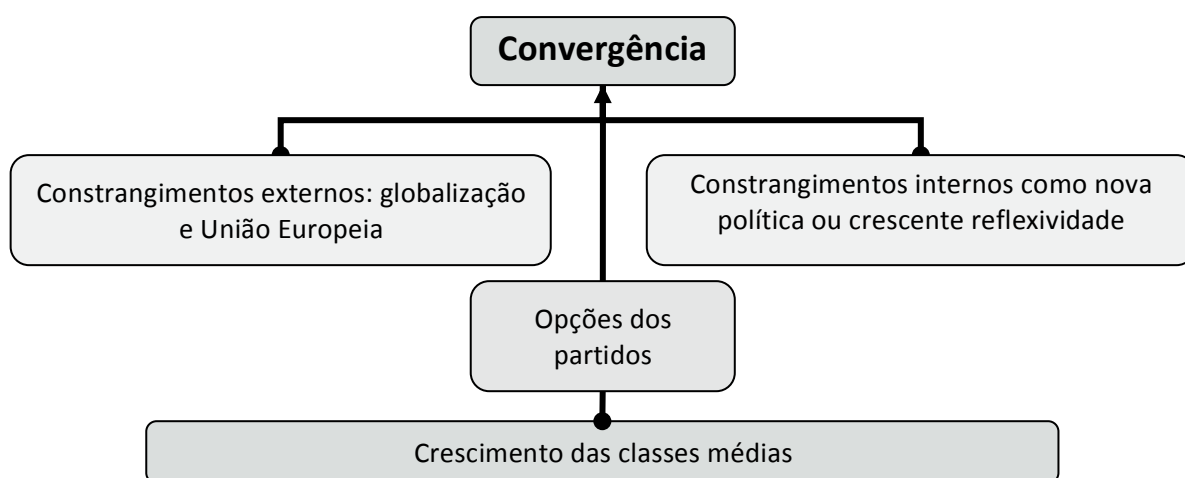 Convergência
Constrangimentos externos: globalização
e União Europeia
Constrangimentos internos como nova
política ou crescente reflexividade
Opções dos
partidos
Crescimento das classes médias